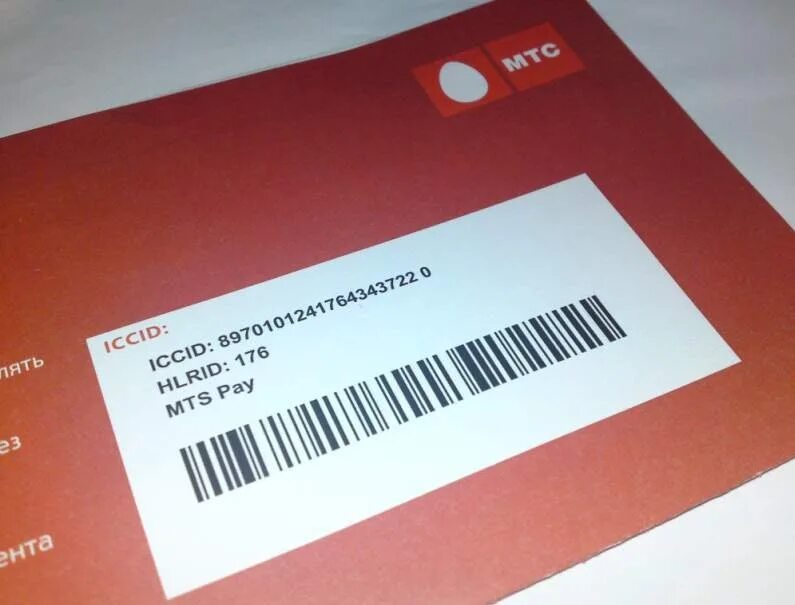 МТС
ICCID:
ICCID: 8970101241764343722 0
HLRID: 176
MTS Pay
лять
ез
ента